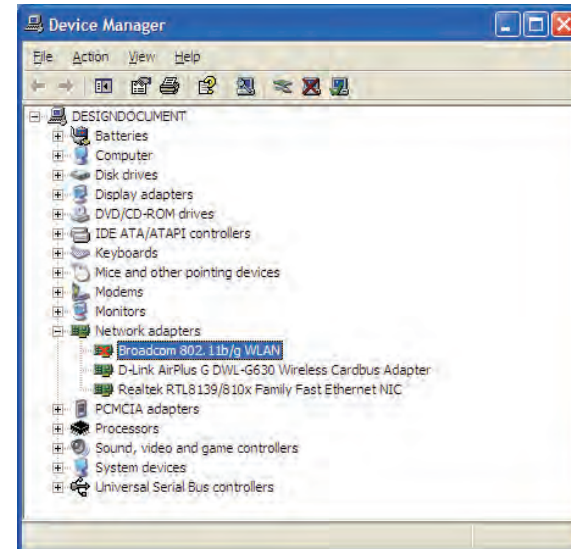 Device Manager
File Action View Help
DESIGNDOCUMENT
Batteries
Computer
Disk drives
Display adapters
DVD/CD-ROM drives
IDE ATA/ATAPI controllers
Keyboards
Mice and other pointing devices
Modems
Monitors
Network adapters
Broadcom 802.11b/g WLAN
D-Link AirPlus G DWL-G630 Wireless Cardbus Adapter
Realtek RTL8139/810x Family Fast Ethernet NIC
PCMCIA adapters
Processors
Sound, video and game controllers
System devices
Universal Serial Bus controllers